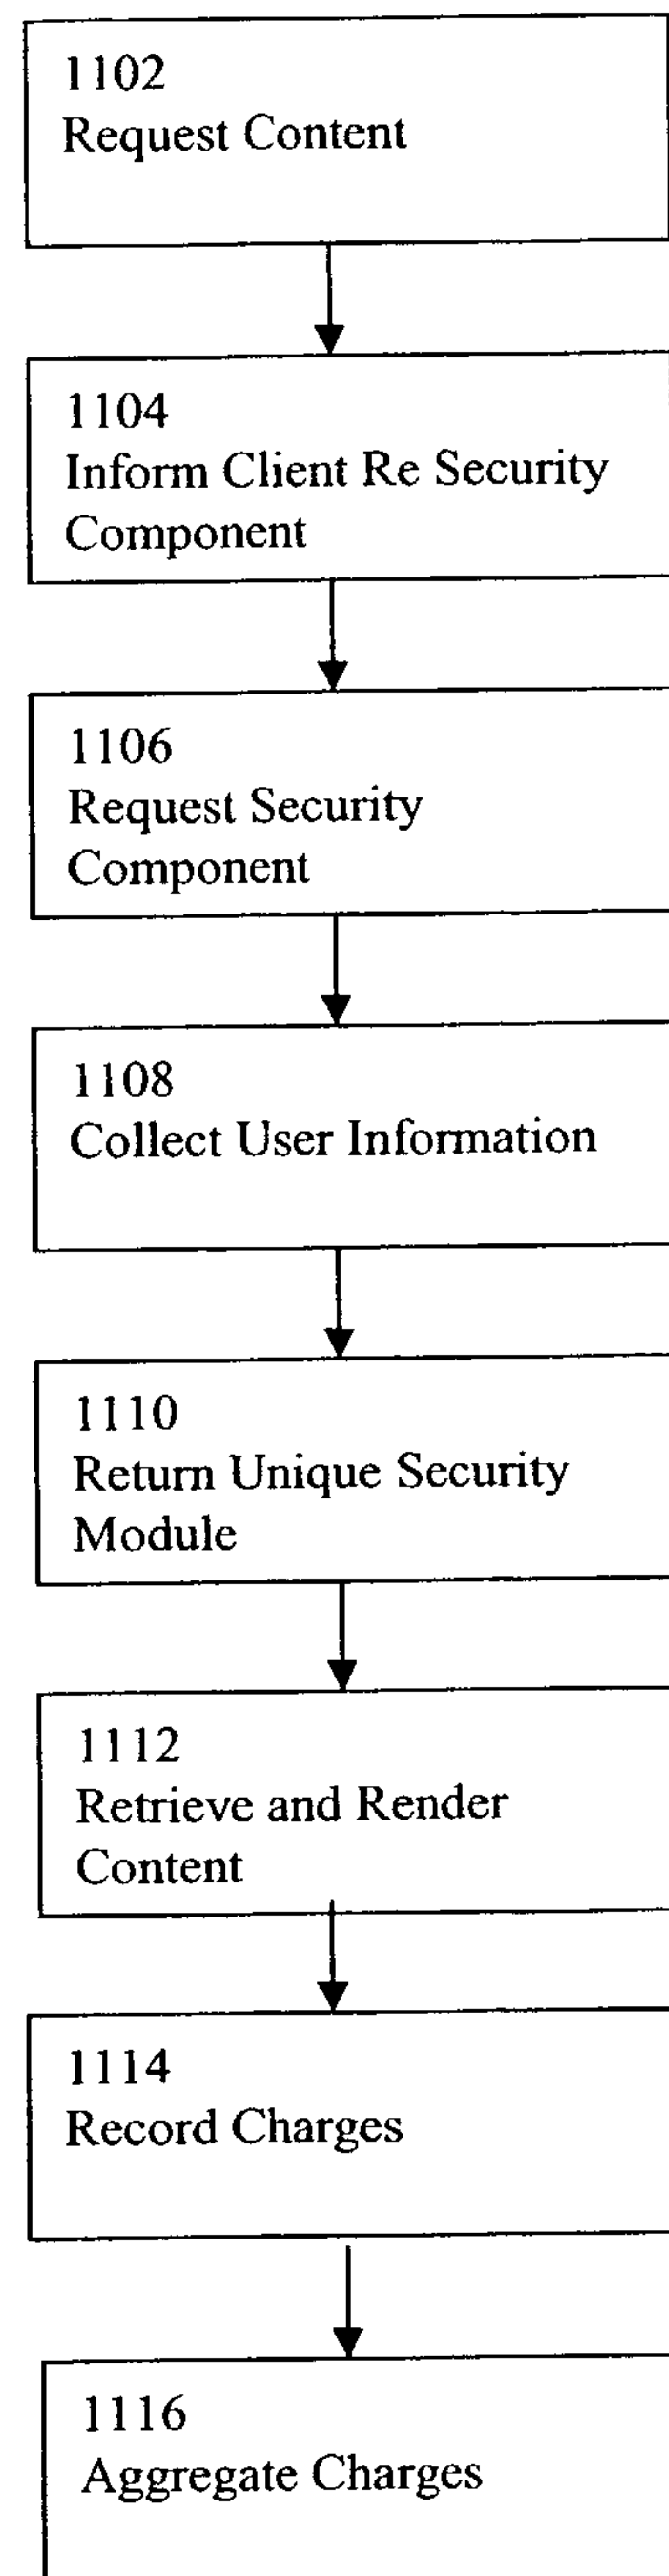 1102
Request Content
1104
Inform Client Re Security
Component
1106
Request Security
Component
1108
Collect User Information
1110
Return Unique Security
Module
1112
Retrieve and Render
Content
1114
Record Charges
1116
Aggregate Charges